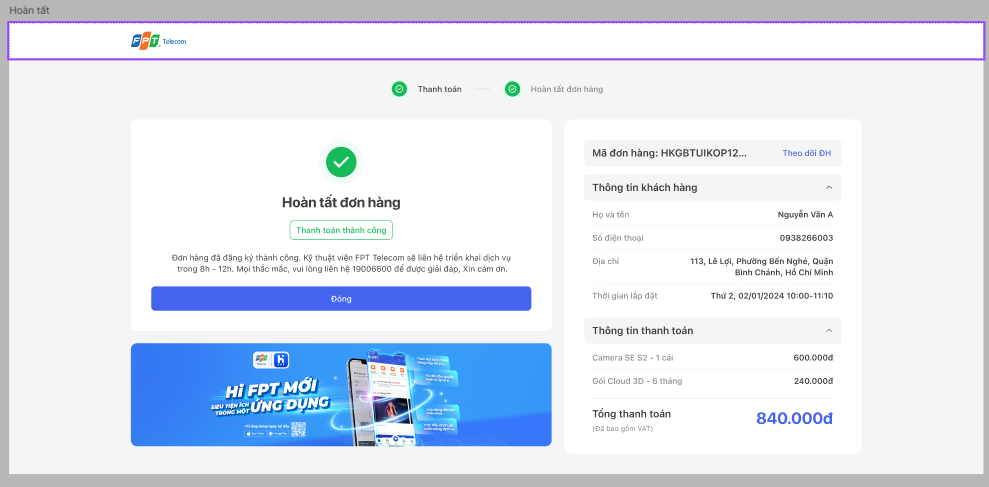 Hoàn tất
FPT Telecom
Thanh toán
Hoàn tất đơn hàng
Hoàn tất đơn hàng
Thanh toán thành công
Đơn hàng đã đăng ký thành công. Kỹ thuật viên FPT Telecom sẽ liên hệ triển khai dịch vụ
trong 8h - 12h. Mọi thắc mắc, vui lòng liên hệ 19006600 để được giải đáp, Xin cảm ơn.
Đóng
Hi FPT MỚI
SIÊU TIỆN ÍCH
TRONG MỘT ỨNG DỤNG
Mã đơn hàng: HKGBTUIKOP12...
Theo dõi ĐH
Thông tin khách hàng
Họ và tên
Nguyễn Văn A
Số điện thoại
0938266003
Địa chỉ
113, Lê Lợi, Phường Bến Nghé, Quận
Bình Chánh, Hồ Chí Minh
Thời gian lắp đặt
Thứ 2, 02/01/2024 10:00-11:10
Thông tin thanh toán
Camera SE S2 - 1 cái
600.000đ
Gói Cloud 3D - 6 tháng
240.000đ
Tổng thanh toán
840.000đ
(Đã bao gồm VAT)